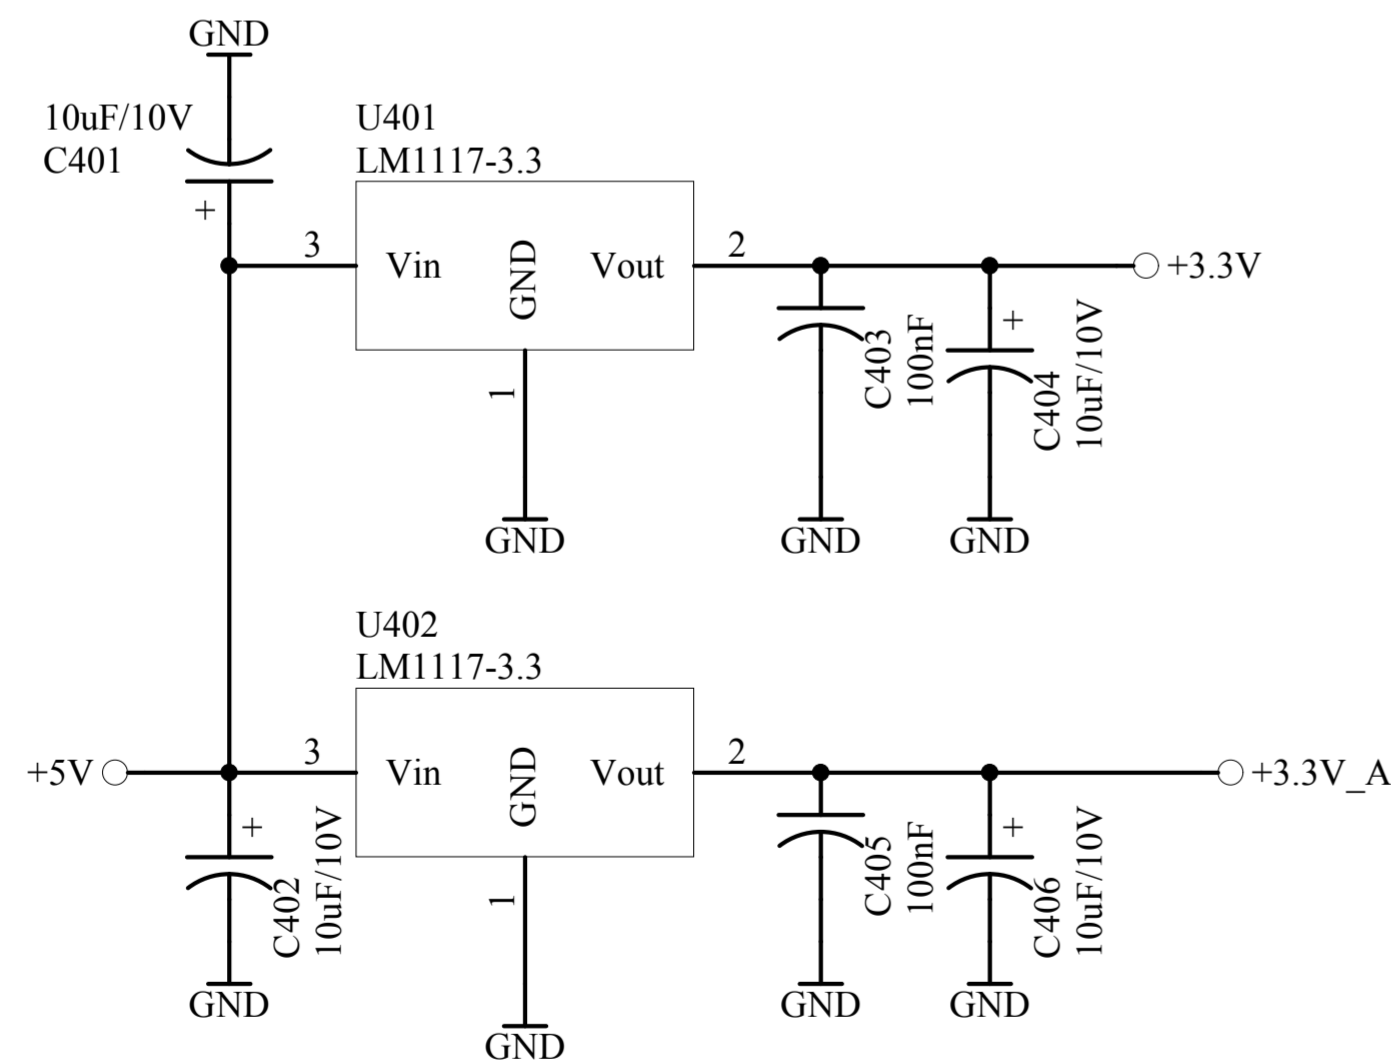 GND
10uF/10V
C401
+
U401
LM1117-3.3
3
Vin
GND
Vout
2
+3.3V
1
GND
C403
100nF
GND
+
C404
10uF/10V
GND
U402
LM1117-3.3
+5V
3
Vin
GND
Vout
2
+3.3V_A
+
C402
10uF/10V
GND
1
GND
C405
100nF
GND
+
C406
10uF/10V
GND